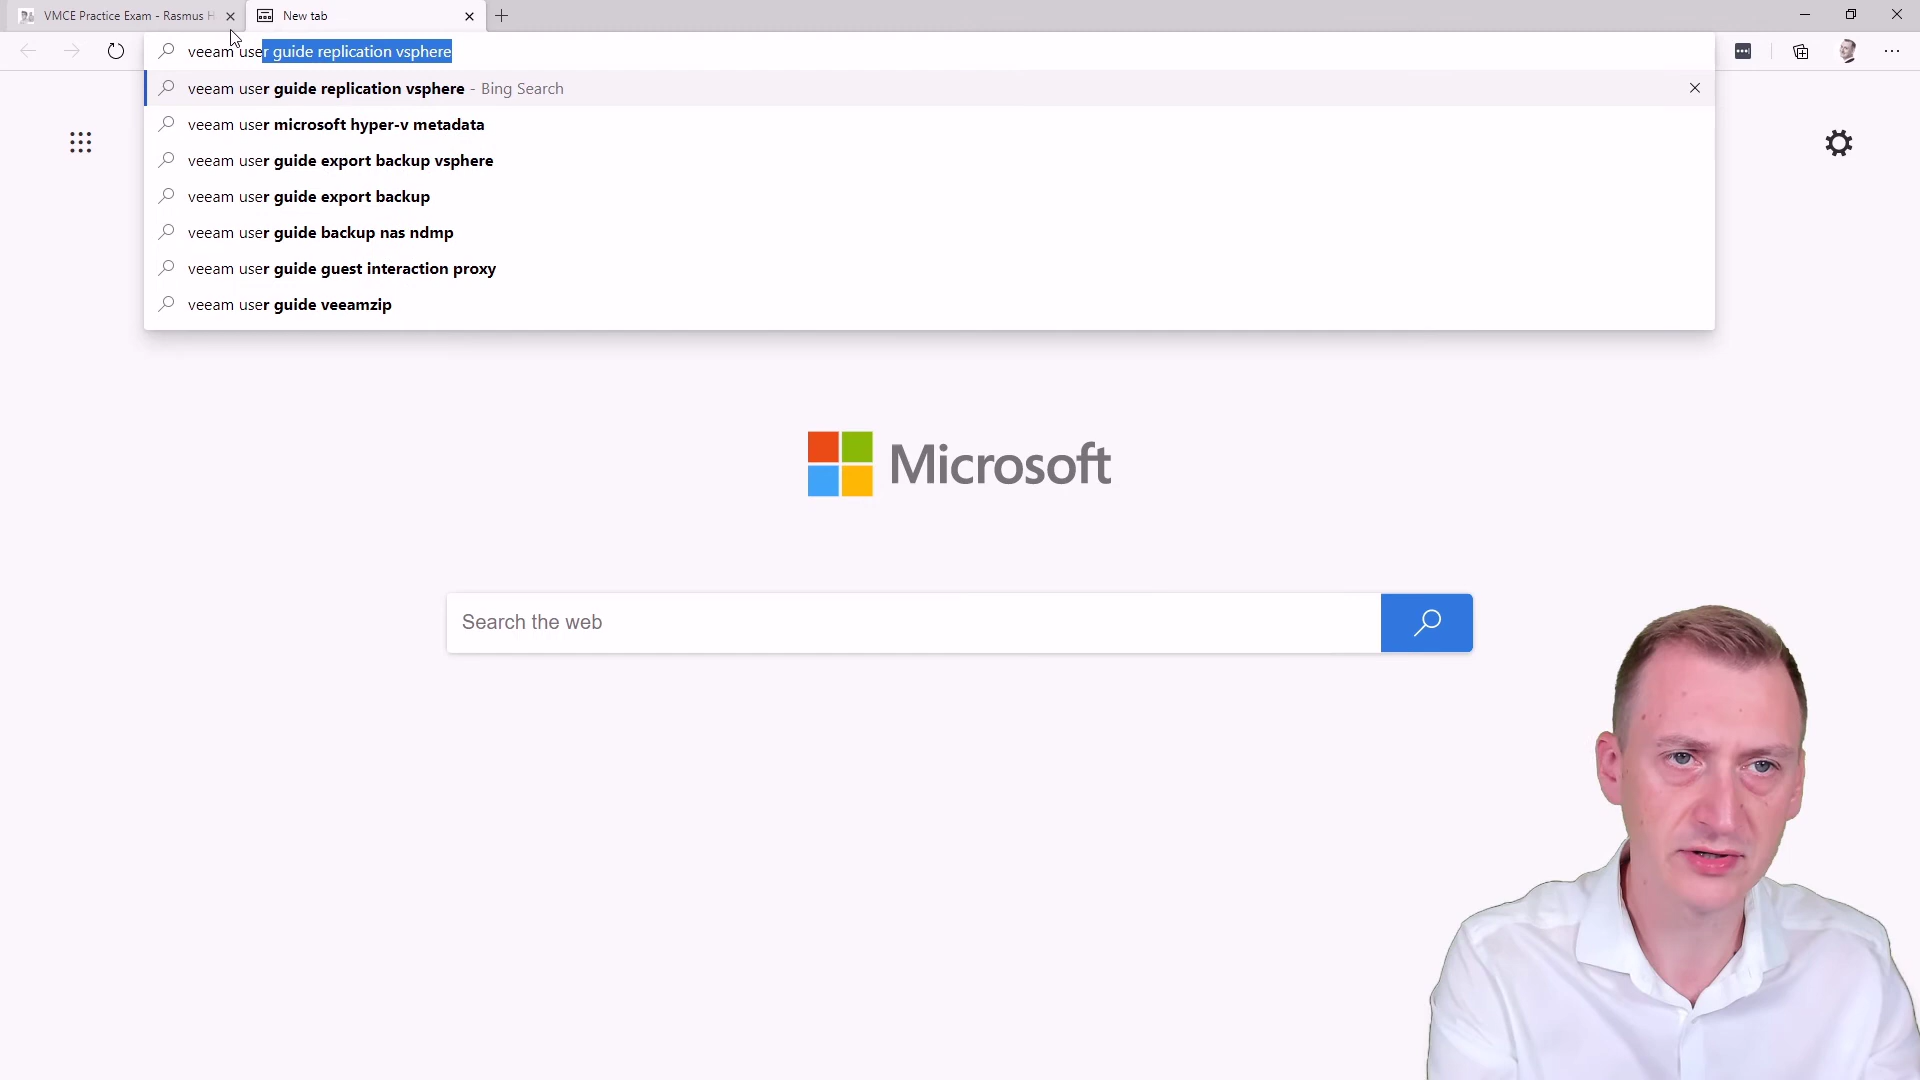 VMCE Practice Exam - Rasmus H
New tab
veeam user guide replication vsphere
veeam user guide replication vsphere - Bing Search
veeam user microsoft hyper-v metadata
veeam user guide export backup vsphere
veeam user guide export backup
veeam user guide backup nas ndmp
veeam user guide guest interaction proxy
veeam user guide veeamzip
Microsoft
Search the web